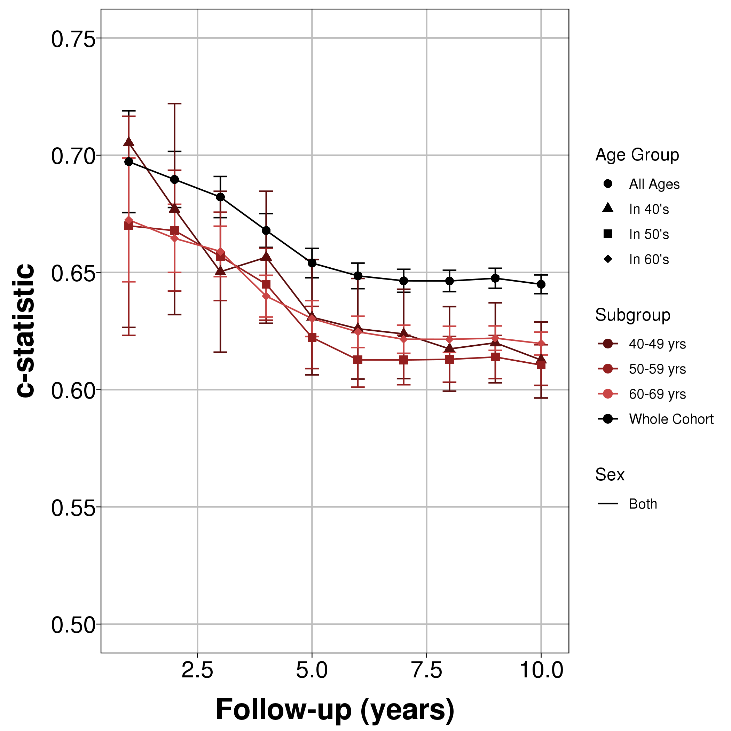 0.75
0.70
0.65
0.60
0.55
0.50
c-statistic
2.5 5.0 7.5 10.0
Follow-up (years)
Age Group
All Ages
In 40's
In 50's
In 60's
Subgroup
40-49 yrs
50-59 yrs
60-69 yrs
Whole Cohort
Sex
Both